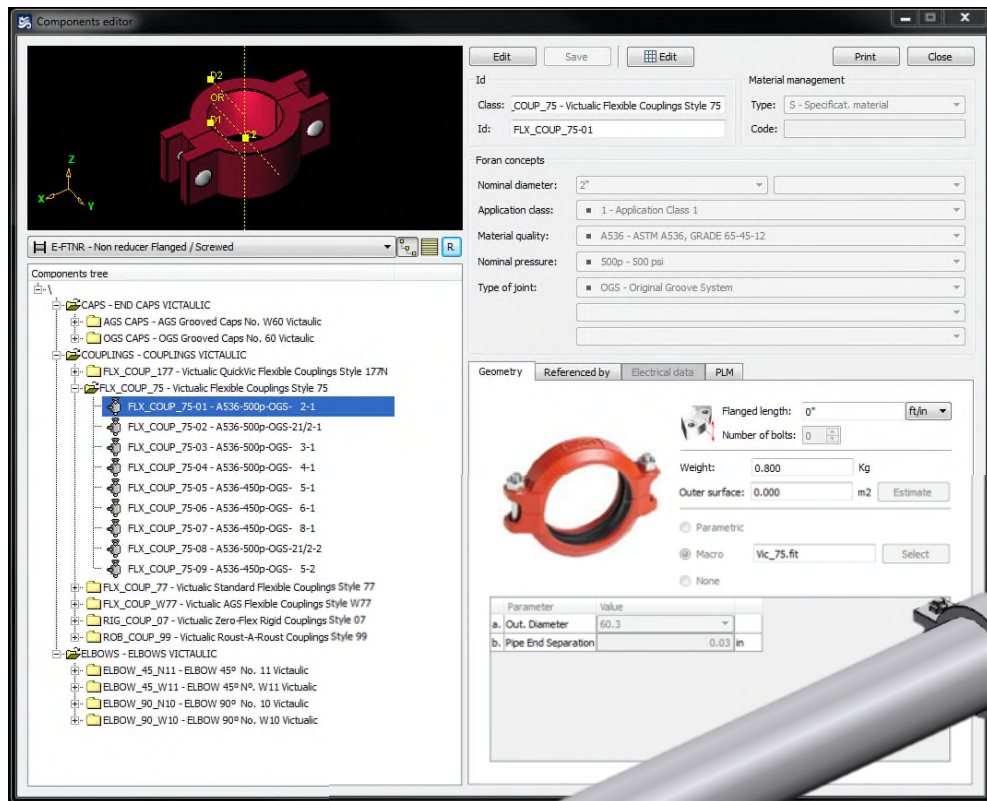 Components editor
D2
OR
D1
C2
Z
X
Y
E-FTNR - Non reducer Flanged / Screwed
R
Components tree
\
CAPS - END CAPS VICTAULIC
AGS CAPS - AGS Grooved Caps No. W60 Victaulic
OGS CAPS - OGS Grooved Caps No. 60 Victaulic
COUPLINGS - COUPLINGS VICTAULIC
FLX_COUP_177 - Victualic QuickVic Flexible Couplings Style 177N
FLX_COUP_75 - Victualic Flexible Couplings Style 75
FLX_COUP_75-01 - A536-500p-OGS- 2-1
FLX_COUP_75-02 - A536-500p-OGS-21/2-1
FLX_COUP_75-03 - A536-500p-OGS- 3-1
FLX_COUP_75-04 - A536-500p-OGS- 4-1
FLX_COUP_75-05 - A536-450p-OGS- 5-1
FLX_COUP_75-06 - A536-450p-OGS- 6-1
FLX_COUP_75-07 - A536-450p-OGS- 8-1
FLX_COUP_75-08 - A536-500p-OGS-21/2-2
FLX_COUP_75-09 - A536-450p-OGS- 5-2
FLX_COUP_77 - Victualic Standard Flexible Couplings Style 77
FLX_COUP_W77 - Victualic AGS Flexible Couplings Style W77
RIG_COUP_07 - Victualic Zero-Flex Rigid Couplings Style 07
ROB_COUP_99 - Victualic Roust-A-Roust Couplings Style 99
ELBOWS - ELBOWS VICTAULIC
ELBOW_45_N11 - ELBOW 45º No. 11 Victaulic
ELBOW_45_W11 - ELBOW 45º Nº. W11 Victualic
ELBOW_90_N10 - ELBOW 90º No. 10 Victaulic
ELBOW_90_W10 - ELBOW 90º No. W10 Victualic
Edit Save Edit Print Close
Id
Class: _COUP_75 - Victualic Flexible Couplings Style 75
Id: FLX_COUP_75-01
Material management
Type: S - Specificat. material
Code:
Foran concepts
Nominal diameter: 2"
Application class: 1 - Application Class 1
Material quality: A536 - ASTM A536, GRADE 65-45-12
Nominal pressure: 500p - 500 psi
Type of joint: OGS - Original Groove System
Geometry Referenced by Electrical data PLM
Flanged length: 0" ft/in
Number of bolts: 0
Weight: 0.800 Kg
Outer surface: 0.000 m2 Estimate
Parametric
Macro Vic_75.fit Select
None
Parameter Value
a. Out. Diameter 60.3
b. Pipe End Separation 0.03 in